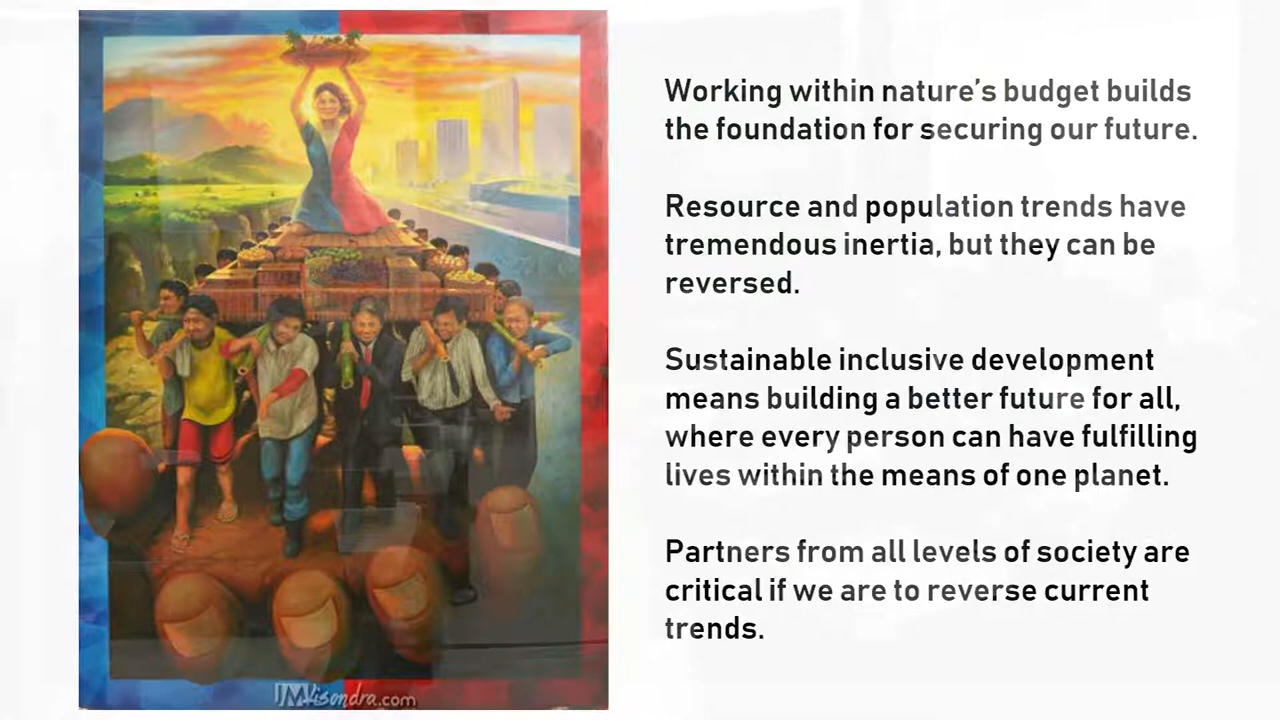 Working within nature's budget builds
the foundation for securing our future.
Resource and population trends have
tremendous inertia, but they can be
reversed.
Sustainable inclusive development
means building a better future for all,
where every person can have fulfilling
lives within the means of one planet.
Partners from all levels of society are
critical if we are to reverse current
trends.
JMVisondra.com